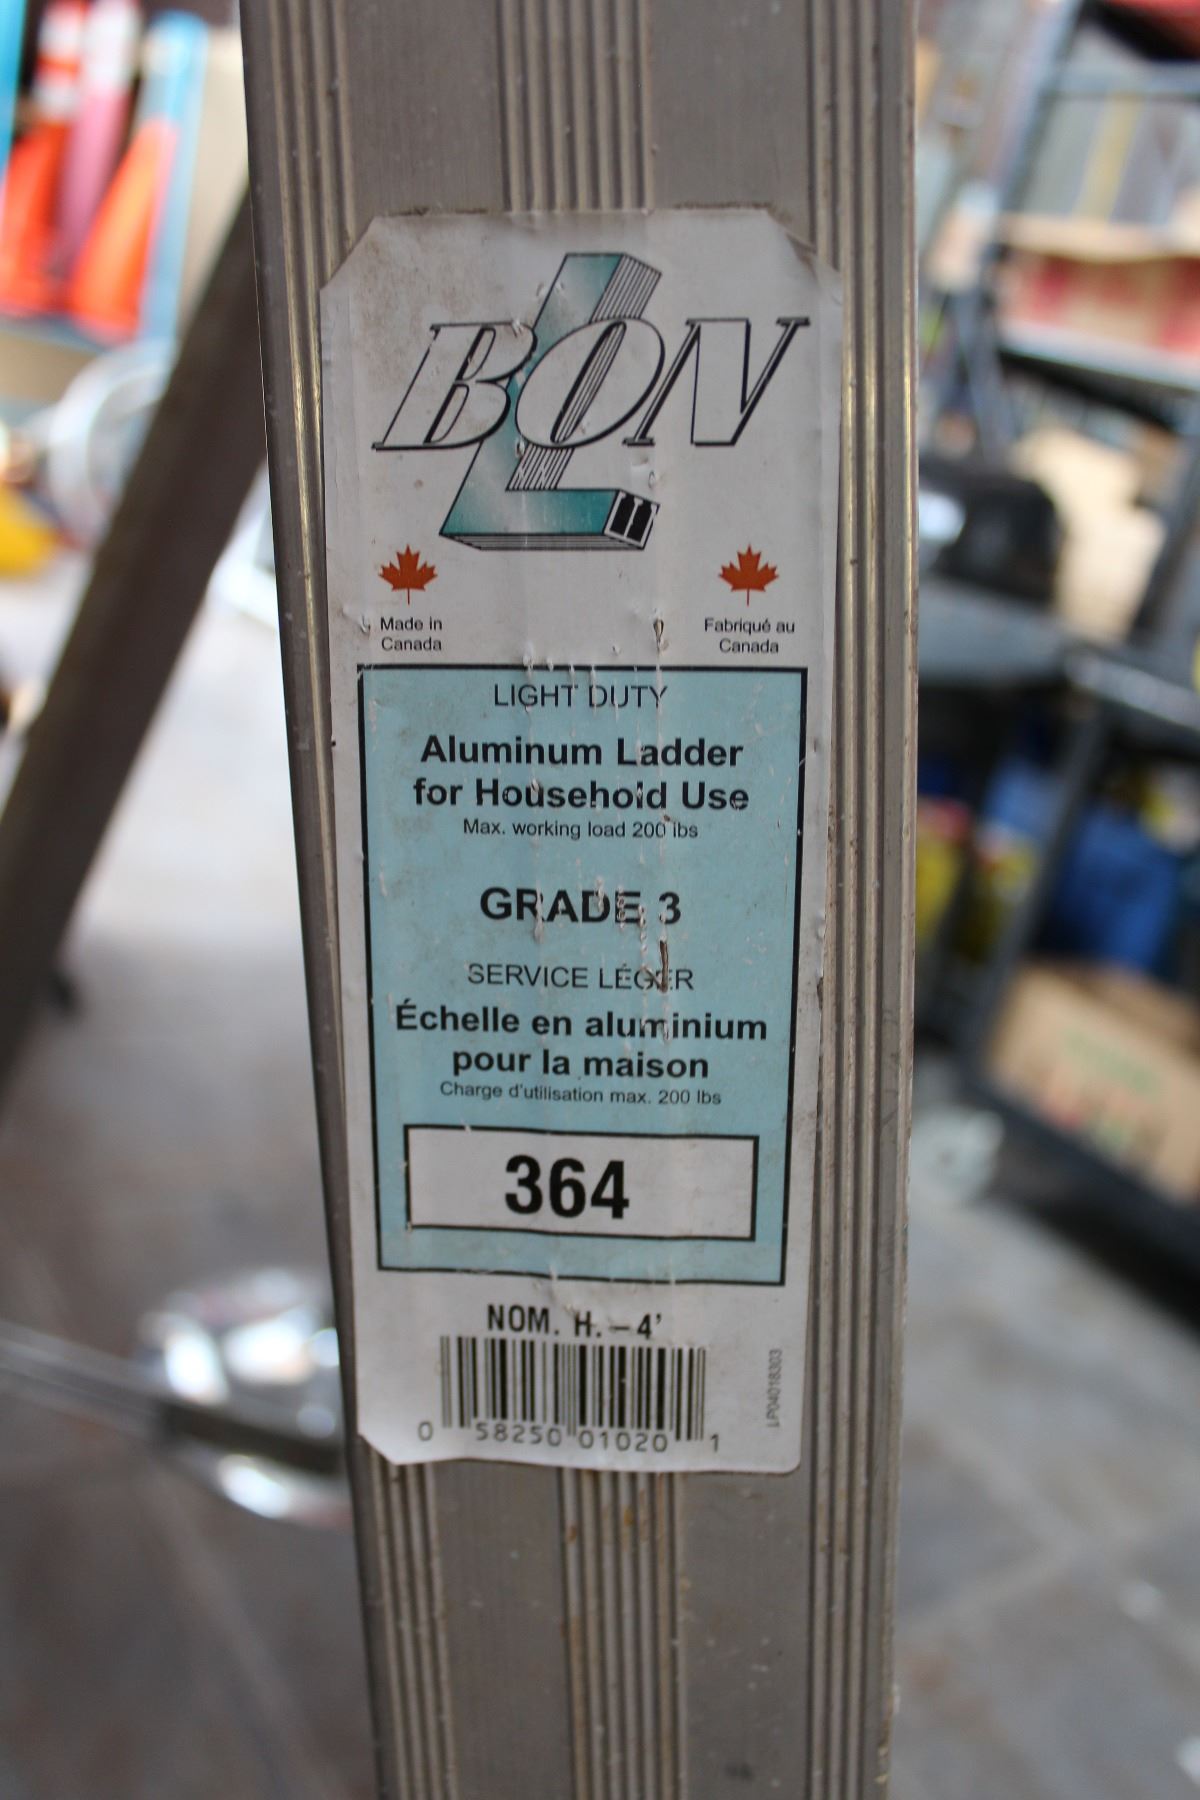 BON L
Made in
Canada
Fabriqué au
Canada
LIGHT DUTY
Aluminum Ladder
for Household Use
Max. working load 200 lbs
GRADE 3
SERVICE LÉGER
Échelle en aluminium
pour la maison
Charge d'utilisation max. 200 lbs
364
NOM. H. – 4'
0 58250 01020 1
LP04018303